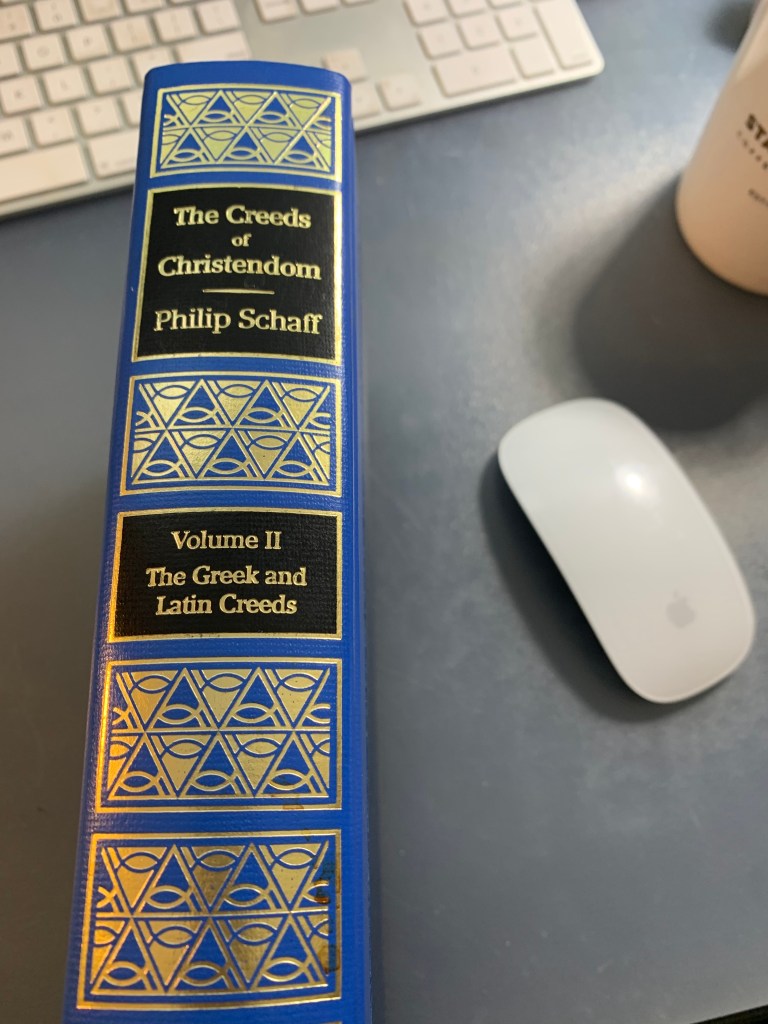 The Creeds
of
Christendom
Philip Schaff
Volume II
The Greek and
Latin Creeds